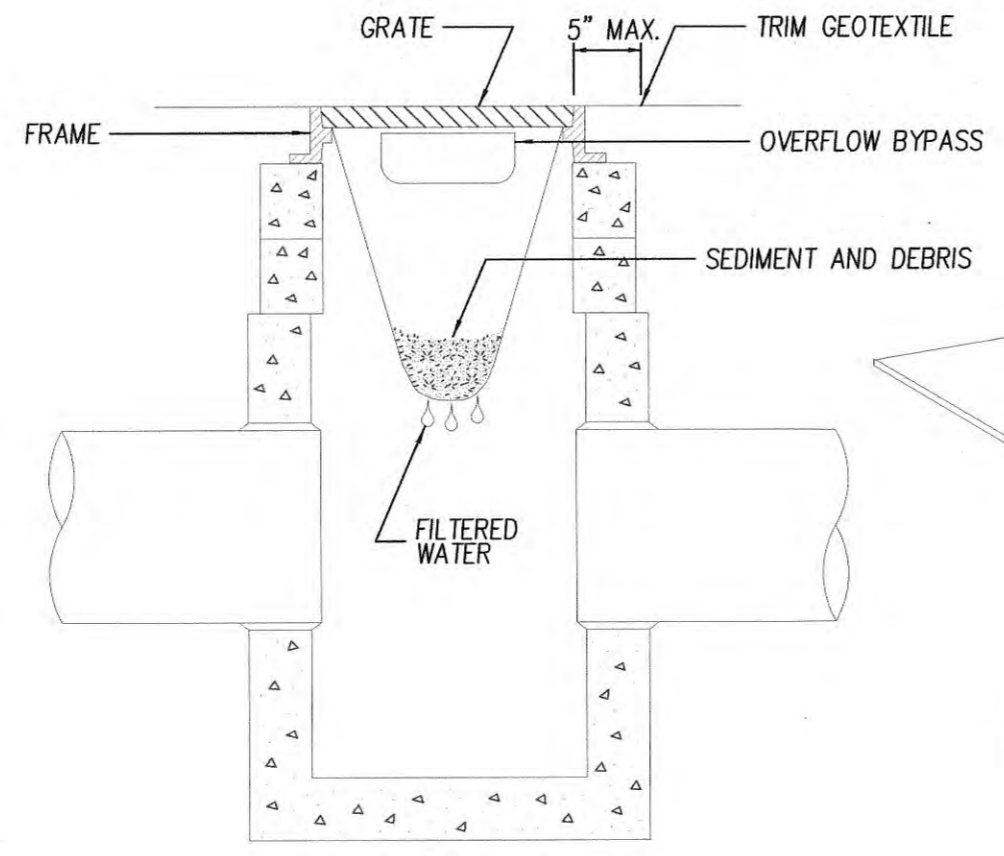 GRATE
5" MAX.
TRIM GEOTEXTILE
FRAME
OVERFLOW BYPASS
SEDIMENT AND DEBRIS
FILTERED
WATER